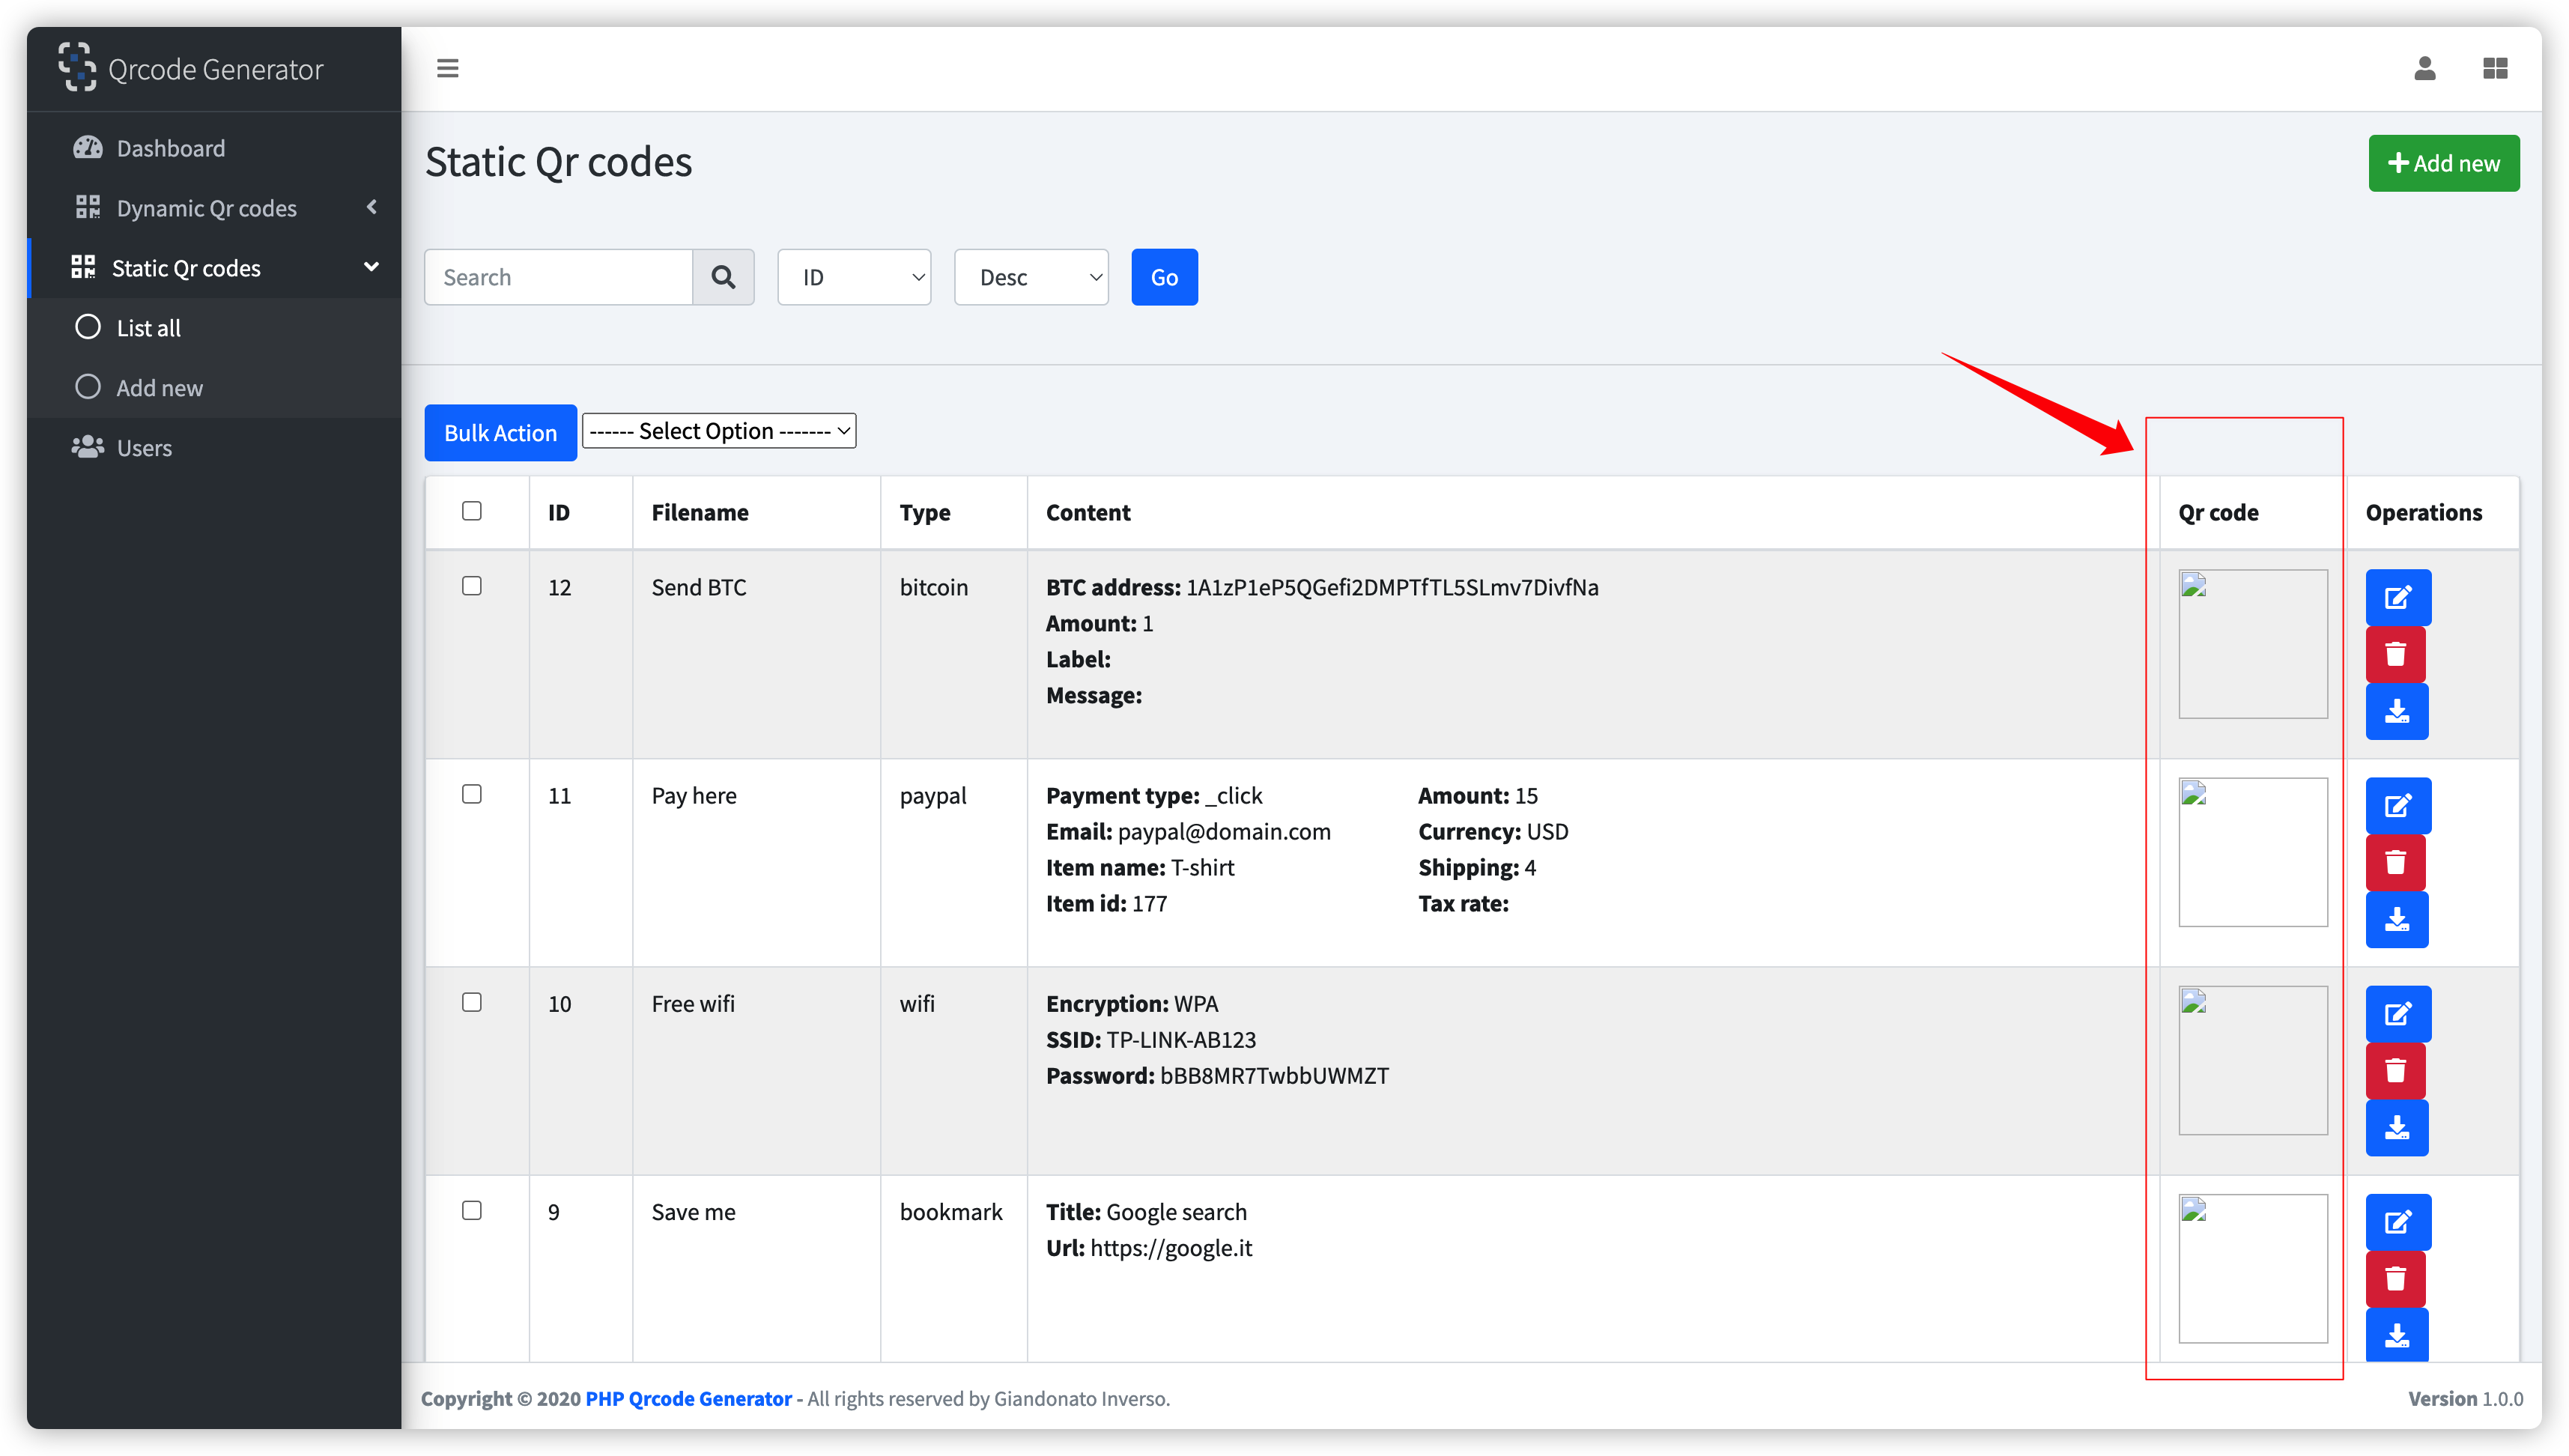 Qrcode Generator
Dashboard
Dynamic Qr codes
Static Qr codes
List all
Add new
Users
Static Qr codes
Add new
Search
ID
Desc
Go
Bulk Action
------ Select Option -------
ID Filename Type Content Qr code Operations
12 Send BTC bitcoin BTC address: 1A1zP1eP5QGefi2DMPTfTL5SLmv7DivfNa
Amount: 1
Label:
Message:
11 Pay here paypal Payment type: _click Amount: 15
Email: paypal@domain.com Currency: USD
Item name: T-shirt Shipping: 4
Item id: 177 Tax rate:
10 Free wifi wifi Encryption: WPA
SSID: TP-LINK-AB123
Password: bBB8MR7TwbbUWMZT
9 Save me bookmark Title: Google search
Url: https://google.it
Copyright © 2020 PHP Qrcode Generator - All rights reserved by Giandonato Inverso.
Version 1.0.0